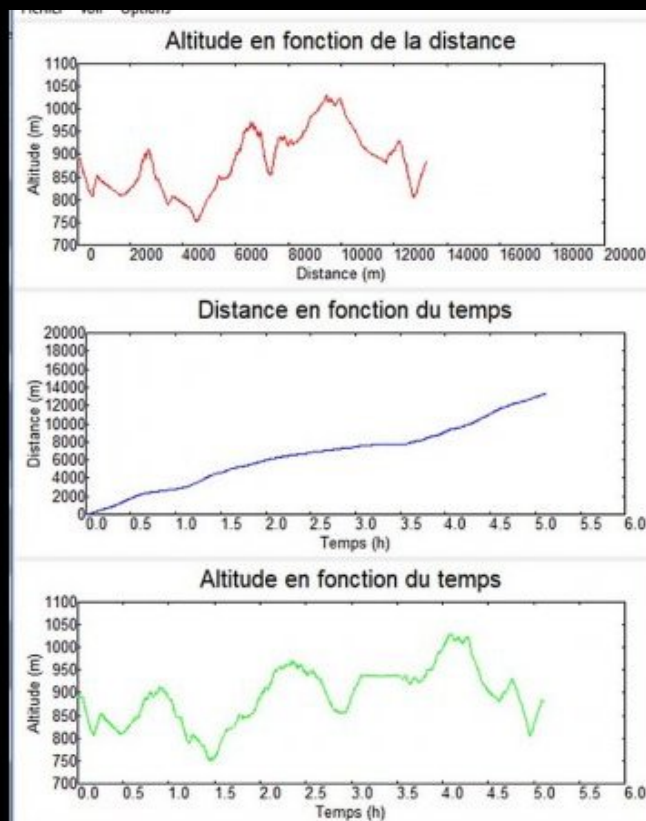 Fichier Voir Options
Altitude en fonction de la distance
1100
1050
1000
950
900
850
800
750
700
Altitude (m)
0 2000 4000 6000 8000 10000 12000 14000 16000 18000 20000
Distance (m)
Distance en fonction du temps
20000
18000
16000
14000
12000
10000
8000
6000
4000
2000
0
Distance (m)
0.0 0.5 1.0 1.5 2.0 2.5 3.0 3.5 4.0 4.5 5.0 5.5 6.0
Temps (h)
Altitude en fonction du temps
1100
1050
1000
950
900
850
800
750
700
Altitude (m)
0.0 0.5 1.0 1.5 2.0 2.5 3.0 3.5 4.0 4.5 5.0 5.5 6.0
Temps (h)